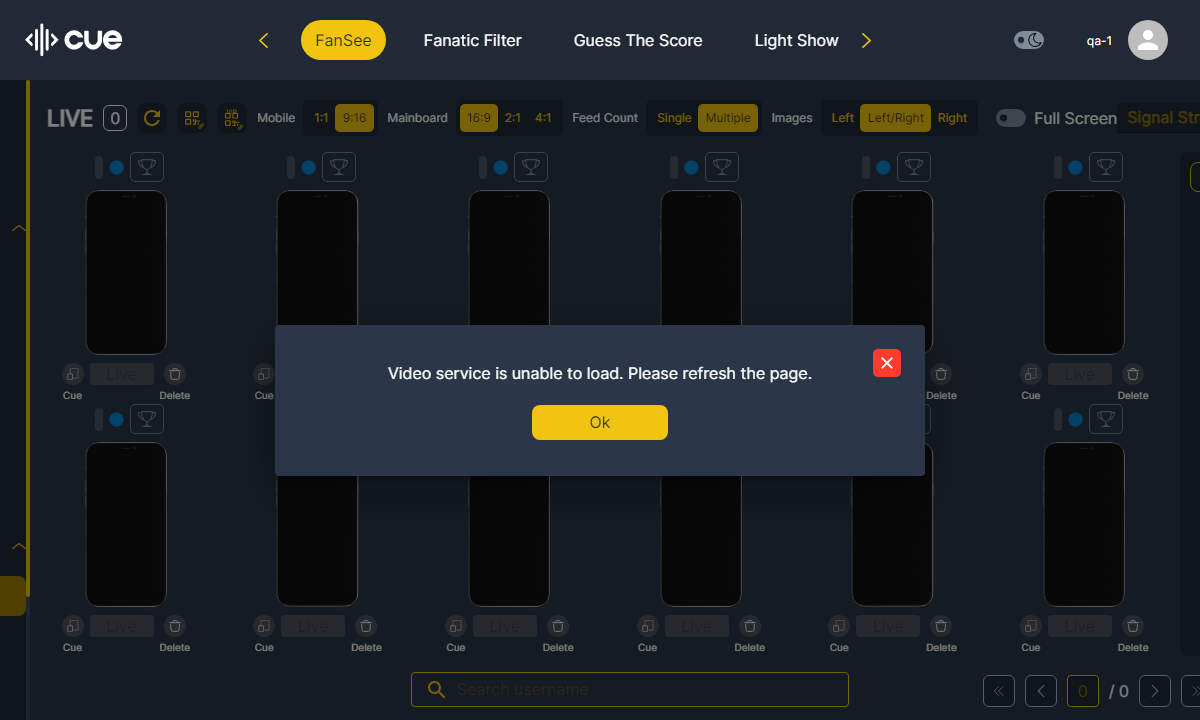 cue
FanSee
Fanatic Filter
Guess The Score
Light Show
qa-1
LIVE 0
Mobile 1:1 9:16
Mainboard 16:9 2:1 4:1
Feed Count Single Multiple
Images Left Left/Right Right
Full Screen
Signal Str
Video service is unable to load. Please refresh the page.
Ok
Live Live
Cue Delete Cue Delete Cue Delete
Live Live Live Live Live Live
Cue Delete Cue Delete Cue Delete Cue Delete Cue Delete Cue Delete
Search username
0 / 0